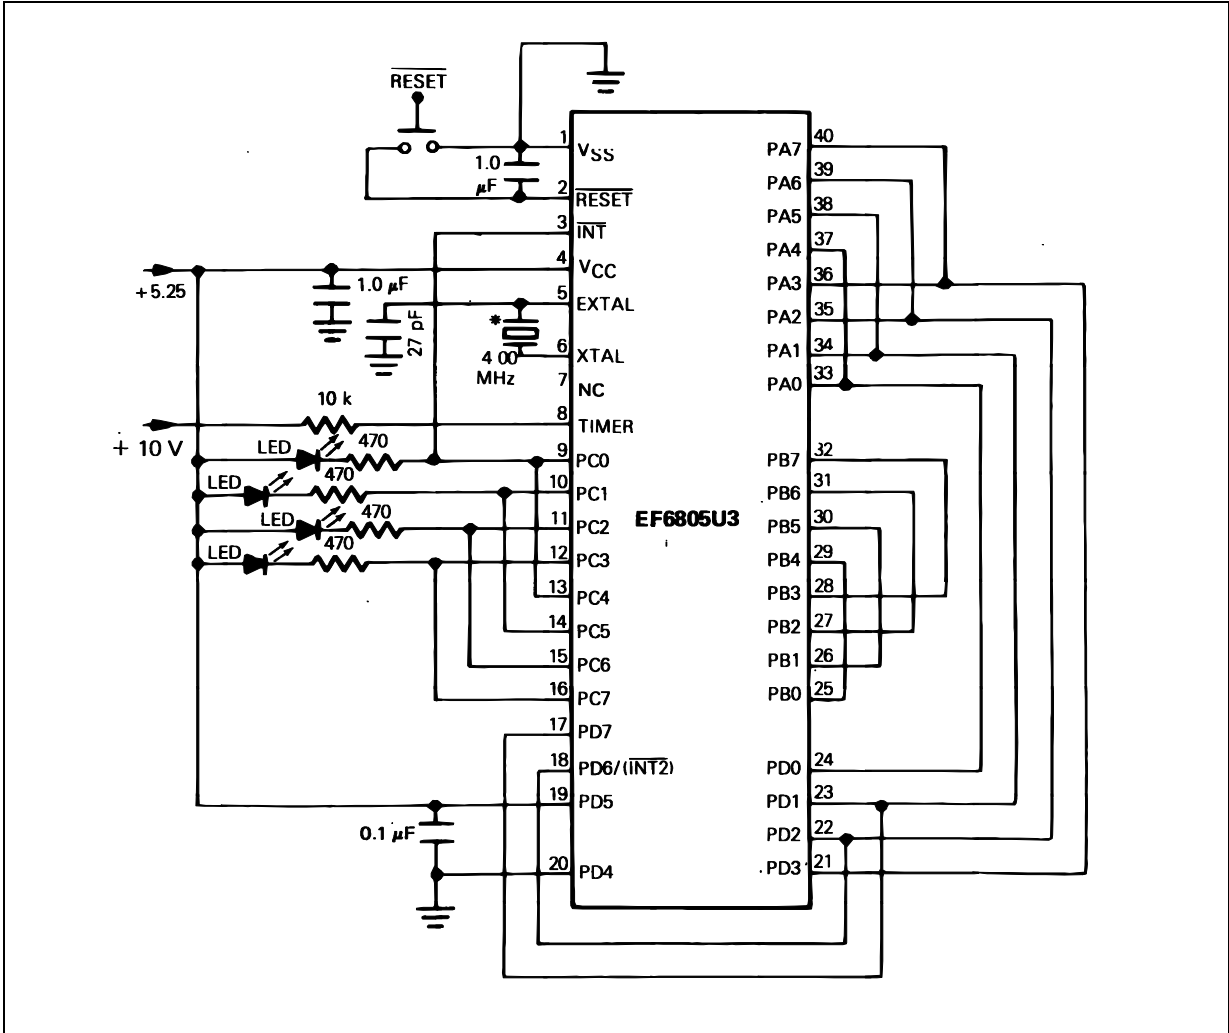 RESET
1
VSS
PA7
40
1.0
μF
PA6
39
2
RESET
PA5
38
3
INT
PA4
37
4
VCC
PA3
36
+5.25
1.0 μF
5
EXTAL
PA2
35
27 pF
*
6
XTAL
PA1
34
4 00
MHz
7
NC
PA0
33
10 k
8
TIMER
+ 10 V
LED
470
9
PC0
PB7
32
LED
470
10
PC1
PB6
31
LED
470
11
PC2
EF6805U3
PB5
30
LED
470
12
PC3
PB4
29
13
PC4
PB3
28
14
PC5
PB2
27
15
PC6
PB1
26
16
PC7
PB0
25
17
PD7
18
PD6/(INT2)
PD0
24
19
PD5
PD1
23
0.1 μF
PD2
22
20
PD4
PD3
21